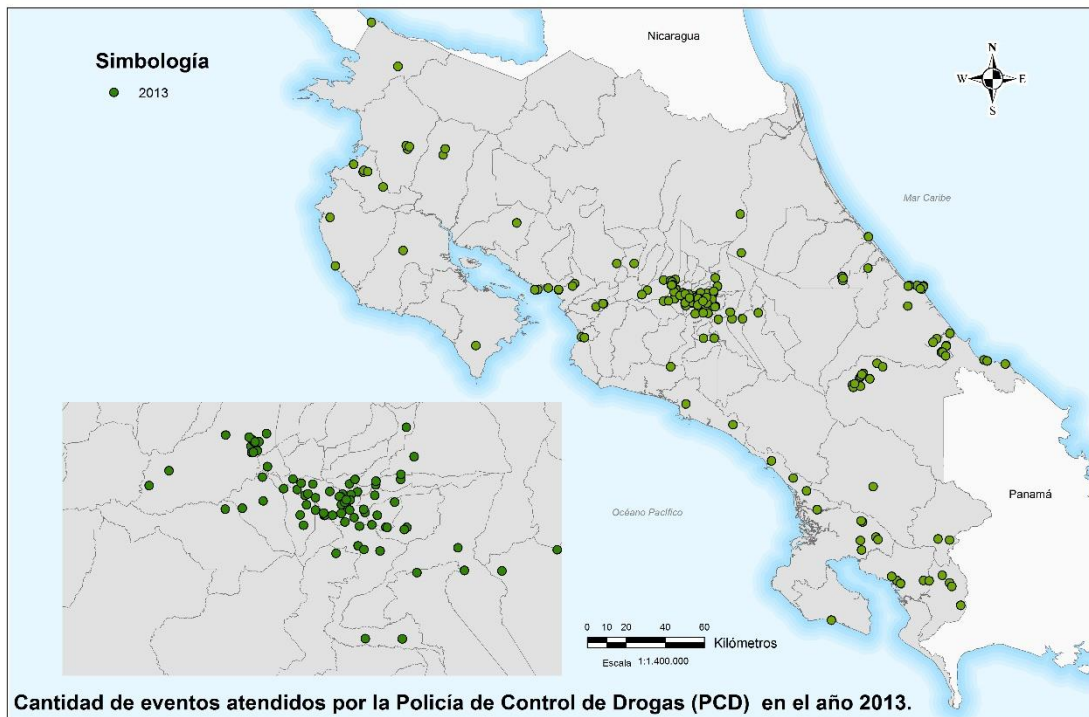 Nicaragua
Simbología
2013
N
W E
S
Mar Caribe
Panamá
Océano Pacífico
0 10 20 40 60
Kilómetros
Escala 1:1.400.000
Cantidad de eventos atendidos por la Policía de Control de Drogas (PCD) en el año 2013.